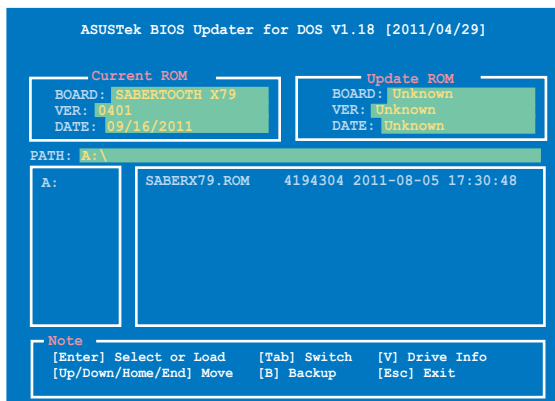 ASUSTek BIOS Updater for DOS V1.18 [2011/04/29]
Current ROM
BOARD: SABERTOOTH X79
VER: 0401
DATE: 09/16/2011
Update ROM
BOARD: Unknown
VER: Unknown
DATE: Unknown
PATH: A:\
A:
SABERX79.ROM 4194304 2011-08-05 17:30:48
Note
[Enter] Select or Load [Tab] Switch [V] Drive Info
[Up/Down/Home/End] Move [B] Backup [Esc] Exit